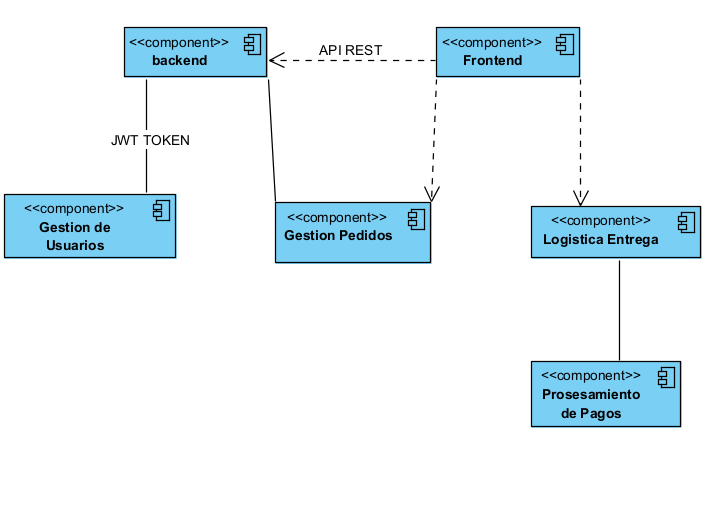 <<component>>
backend
API REST
<<component>>
Frontend
JWT TOKEN
<<component>>
Gestion de
Usuarios
<<component>>
Gestion Pedidos
<<component>>
Logistica Entrega
<<component>>
Prosesamiento
de Pagos